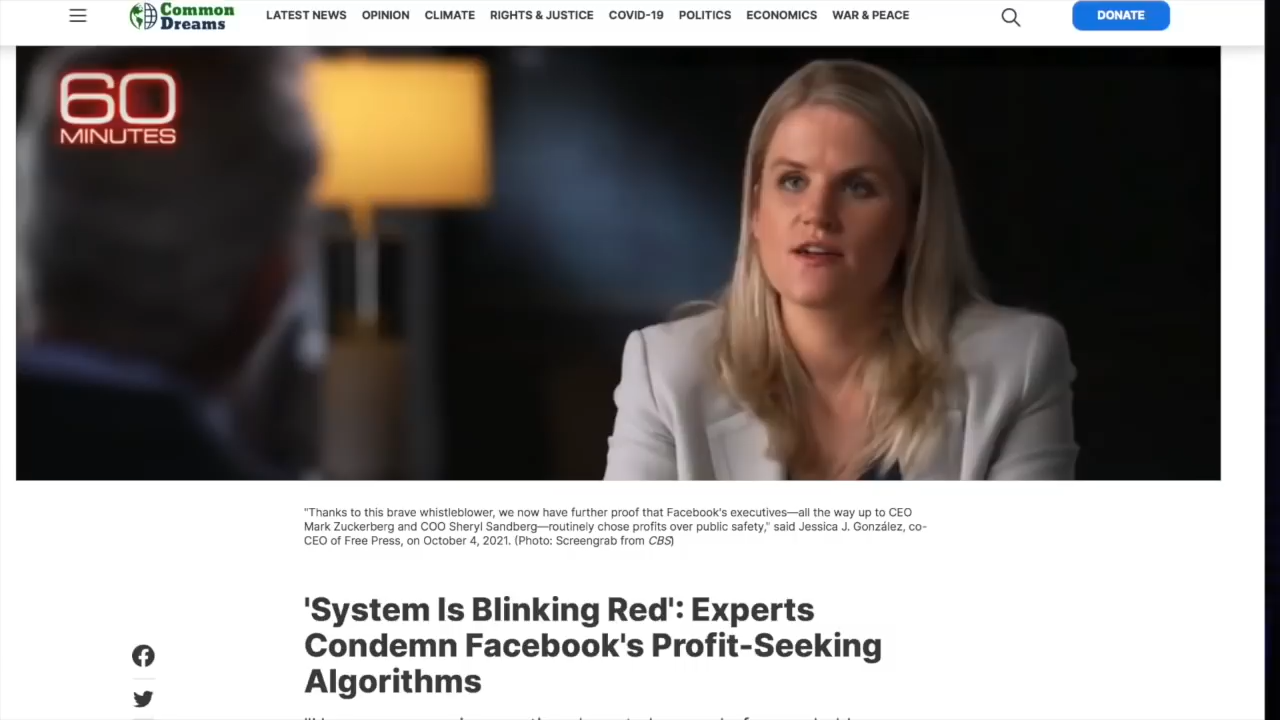 Common
Dreams
LATEST NEWS OPINION CLIMATE RIGHTS & JUSTICE COVID-19 POLITICS ECONOMICS WAR & PEACE
DONATE
60
MINUTES
"Thanks to this brave whistleblower, we now have further proof that Facebook's executives—all the way up to CEO
Mark Zuckerberg and COO Sheryl Sandberg—routinely chose profits over public safety," said Jessica J. González, co-
CEO of Free Press, on October 4, 2021. (Photo: Screengrab from CBS)
'System Is Blinking Red': Experts
Condemn Facebook's Profit-Seeking
Algorithms